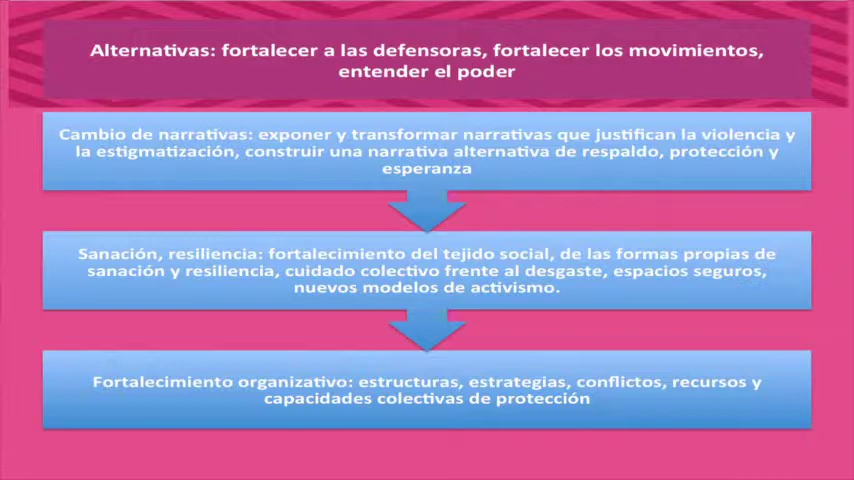 Alternativas: fortalecer a las defensoras, fortalecer los movimientos,
entender el poder
Cambio de narrativas: exponer y transformar narrativas que justifican la violencia y
la estigmatización, construir una narrativa alternativa de respaldo, protección y
esperanza
Sanación, resiliencia: fortalecimiento del tejido social, de las formas propias de
sanación y resiliencia, cuidado colectivo frente al desgaste, espacios seguros,
nuevos modelos de activismo.
Fortalecimiento organizativo: estructuras, estrategias, conflictos, recursos y
capacidades colectivas de protección